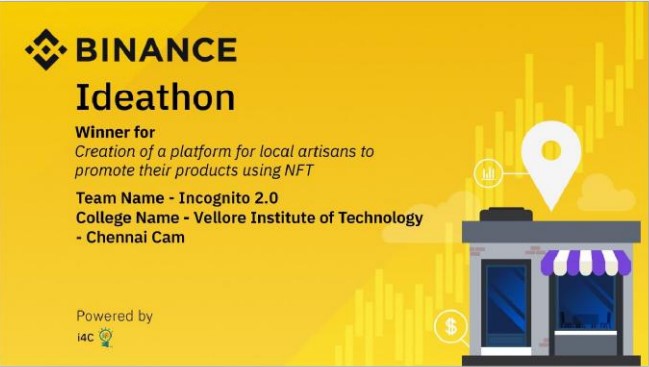 BINANCE
Ideathon
Winner for
Creation of a platform for local artisans to
promote their products using NFT
Team Name - Incognito 2.0
College Name - Vellore Institute of Technology
- Chennai Cam
Powered by
i4C
$